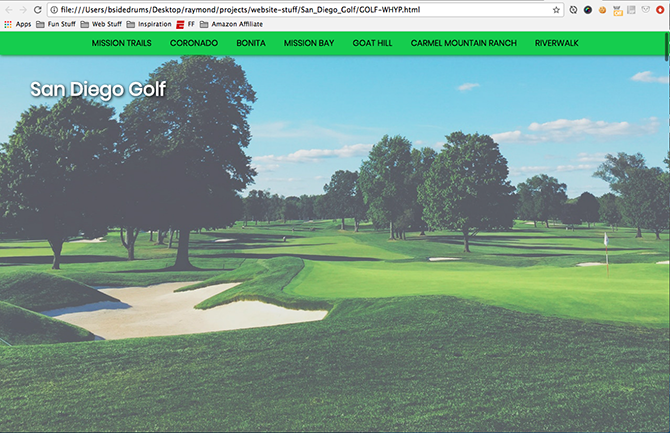 file:///Users/bsidedrums/Desktop/raymond/projects/website-stuff/San_Diego_Golf/GOLF-WHYP.html
Apps Fun Stuff Web Stuff Inspiration FF Amazon Affiliate
MISSION TRAILS CORONADO BONITA MISSION BAY GOAT HILL CARMEL MOUNTAIN RANCH RIVERWALK
San Diego Golf